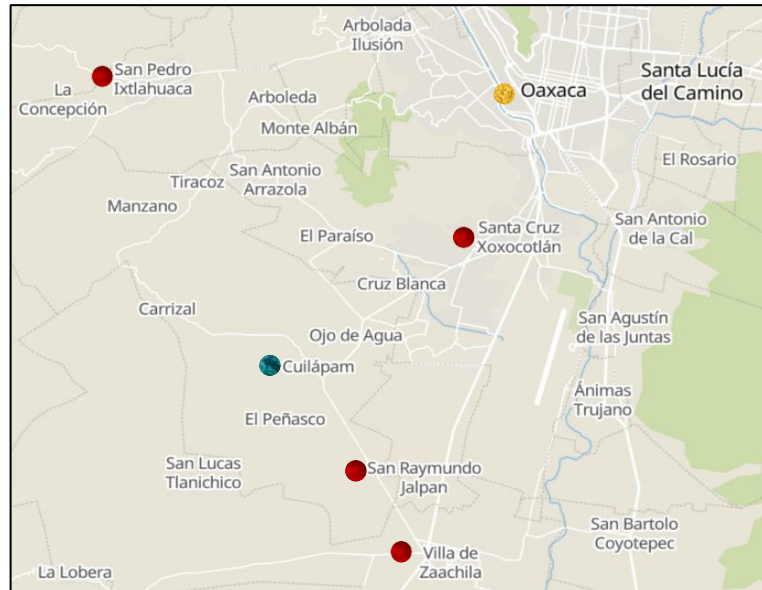 Arbolada
Ilusión
San Pedro
Ixtlahuaca
La
Concepción
Arboleda
Oaxaca
Santa Lucía
del Camino
Monte Albán
El Rosario
San Antonio
Arrazola
Tiracoz
Manzano
El Paraíso
Santa Cruz
Xoxocotlán
San Antonio
de la Cal
Cruz Blanca
Carrizal
Ojo de Agua
San Agustín
de las Juntas
Cuilápam
Ánimas
Trujano
El Peñasco
San Lucas
Tlanichico
San Raymundo
Jalpan
San Bartolo
Coyotepec
Villa de
Zaachila
La Lobera